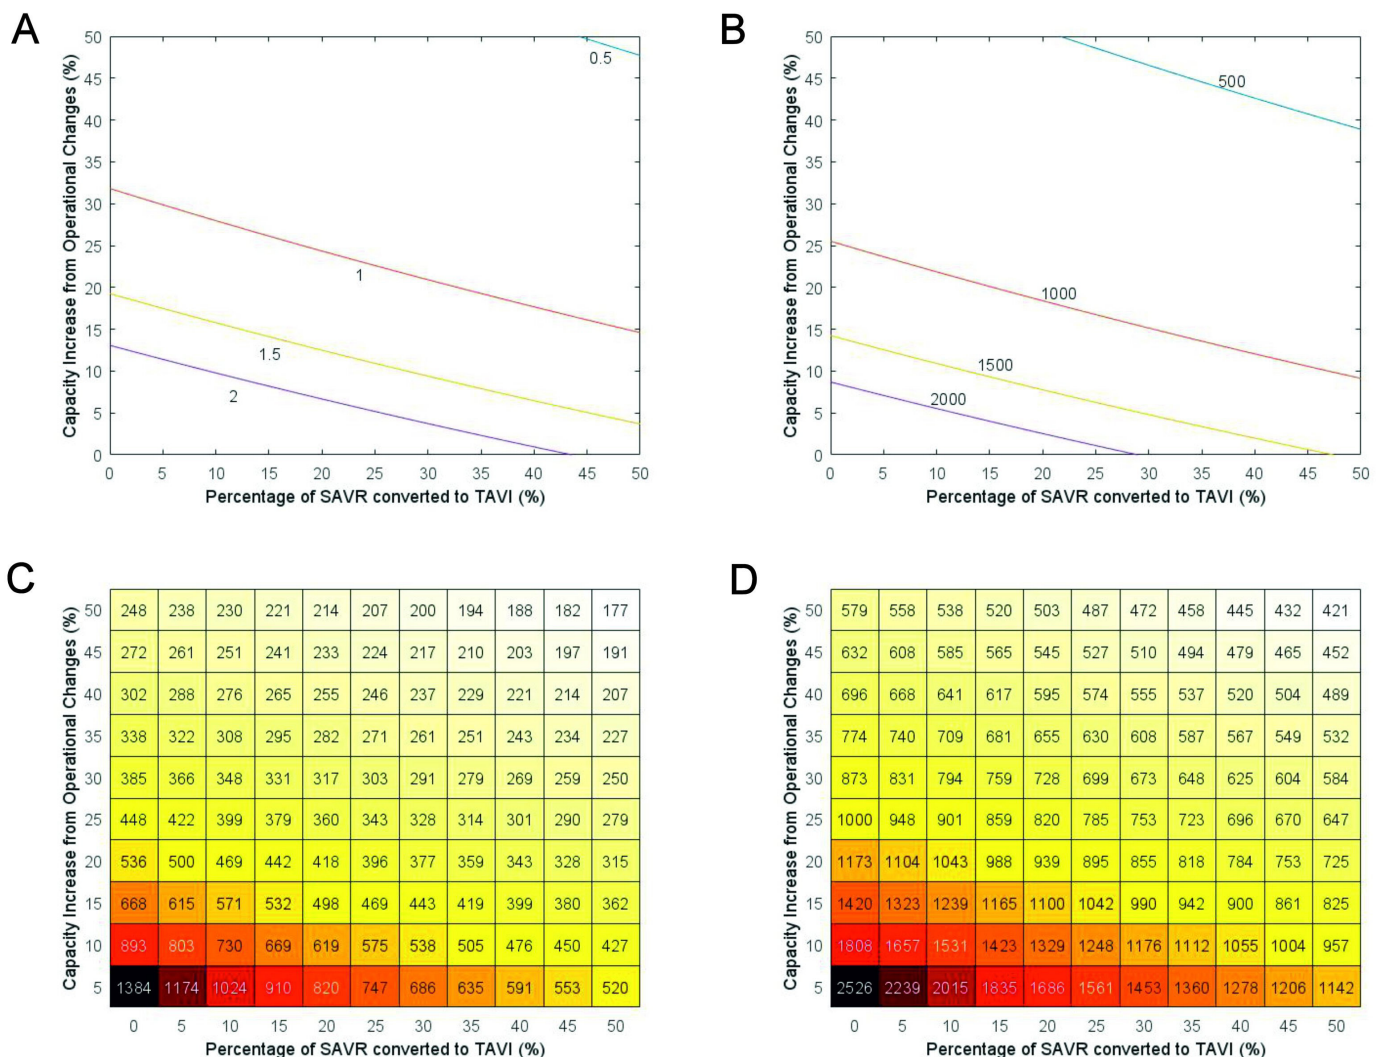 A
Capacity Increase from Operational Changes (%)
50
45
40
35
30
25
20
15
10
5
0
0.5
1
1.5
2
0 5 10 15 20 25 30 35 40 45 50
Percentage of SAVR converted to TAVI (%)
B
Capacity Increase from Operational Changes (%)
50
45
40
35
30
25
20
15
10
5
0
500
1000
1500
2000
0 5 10 15 20 25 30 35 40 45 50
Percentage of SAVR converted to TAVI (%)
C
Capacity Increase from Operational Changes (%)
50 248 238 230 221 214 207 200 194 188 182 177
45 272 261 251 241 233 224 217 210 203 197 191
40 302 288 276 265 255 246 237 229 221 214 207
35 338 322 308 295 282 271 261 251 243 234 227
30 385 366 348 331 317 303 291 279 269 259 250
25 448 422 399 379 360 343 328 314 301 290 279
20 536 500 469 442 418 396 377 359 343 328 315
15 668 615 571 532 498 469 443 419 399 380 362
10 893 803 730 669 619 575 538 505 476 450 427
5 1384 1174 1024 910 820 747 686 635 591 553 520
0 5 10 15 20 25 30 35 40 45 50
Percentage of SAVR converted to TAVI (%)
D
Capacity Increase from Operational Changes (%)
50 579 558 538 520 503 487 472 458 445 432 421
45 632 608 585 565 545 527 510 494 479 465 452
40 696 668 641 617 595 574 555 537 520 504 489
35 774 740 709 681 655 630 608 587 567 549 532
30 873 831 794 759 728 699 673 648 625 604 584
25 1000 948 901 859 820 785 753 723 696 670 647
20 1173 1104 1043 988 939 895 855 818 784 753 725
15 1420 1323 1239 1165 1100 1042 990 942 900 861 825
10 1808 1657 1531 1423 1329 1248 1176 1112 1055 1004 957
5 2526 2239 2015 1835 1686 1561 1453 1360 1278 1206 1142
0 5 10 15 20 25 30 35 40 45 50
Percentage of SAVR converted to TAVI (%)